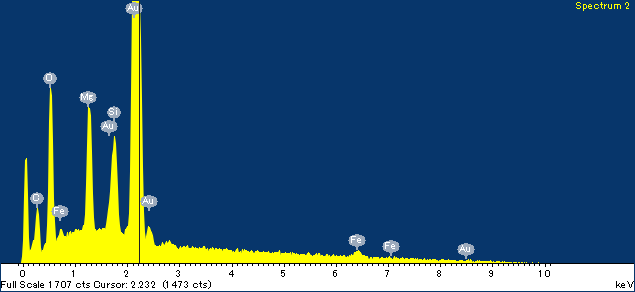 Spectrum 2
Au
O
Mg
Si
Au
C
Fe
Au
Fe
Fe
Au
0 1 2 3 4 5 6 7 8 9 10
Full Scale 1707 cts Cursor: 2.232 (1473 cts) keV